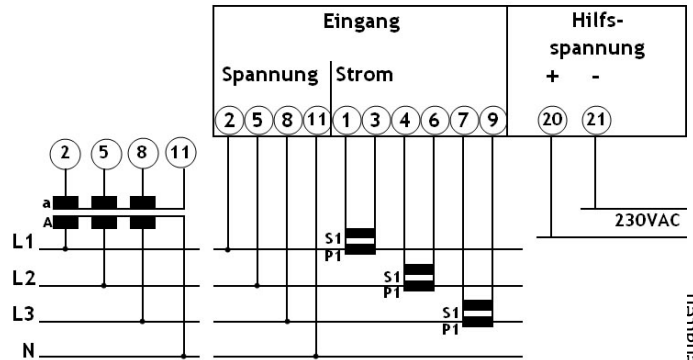 Eingang
Hilfs-
spannung
Spannung Strom
+ -
2 5 8 11 1 3 4 6 7 9 20 21
2 5 8 11
a
A
230VAC
L1
S1
P1
L2
S1
P1
L3
S1
P1
N